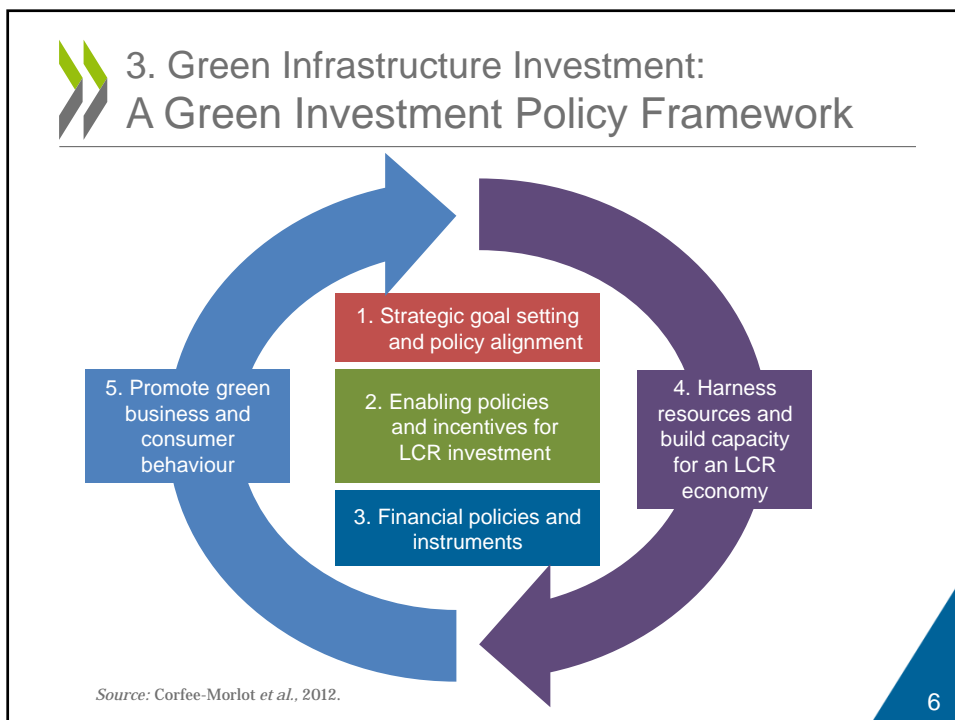 3. Green Infrastructure Investment:
A Green Investment Policy Framework
1. Strategic goal setting
and policy alignment
2. Enabling policies
and incentives for
LCR investment
3. Financial policies and
instruments
4. Harness
resources and
build capacity
for an LCR
economy
5. Promote green
business and
consumer
behaviour
Source: Corfee-Morlot et al., 2012.
6